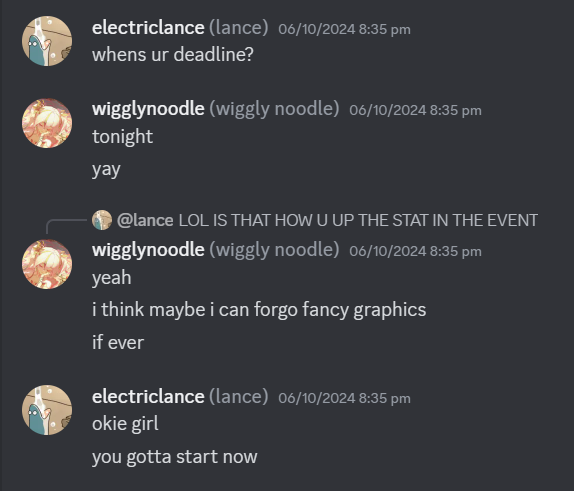 electriclance (lance) 06/10/2024 8:35 pm
whens ur deadline?
wigglynoodle (wiggly noodle) 06/10/2024 8:35 pm
tonight
yay
@lance LOL IS THAT HOW U UP THE STAT IN THE EVENT
wigglynoodle (wiggly noodle) 06/10/2024 8:35 pm
yeah
i think maybe i can forgo fancy graphics
if ever
electriclance (lance) 06/10/2024 8:35 pm
okie girl
you gotta start now